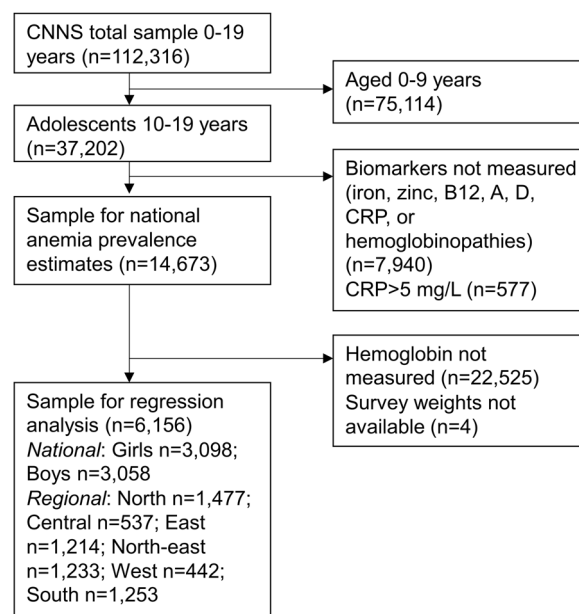 CNNS total sample 0-19
years (n=112,316)
Aged 0-9 years
(n=75,114)
Adolescents 10-19 years
(n=37,202)
Biomarkers not measured
(iron, zinc, B12, A, D,
CRP, or
hemoglobinopathies)
(n=7,940)
CRP>5 mg/L (n=577)
Sample for national
anemia prevalence
estimates (n=14,673)
Hemoglobin not
measured (n=22,525)
Survey weights not
available (n=4)
Sample for regression
analysis (n=6,156)
National: Girls n=3,098;
Boys n=3,058
Regional: North n=1,477;
Central n=537; East
n=1,214; North-east
n=1,233; West n=442;
South n=1,253